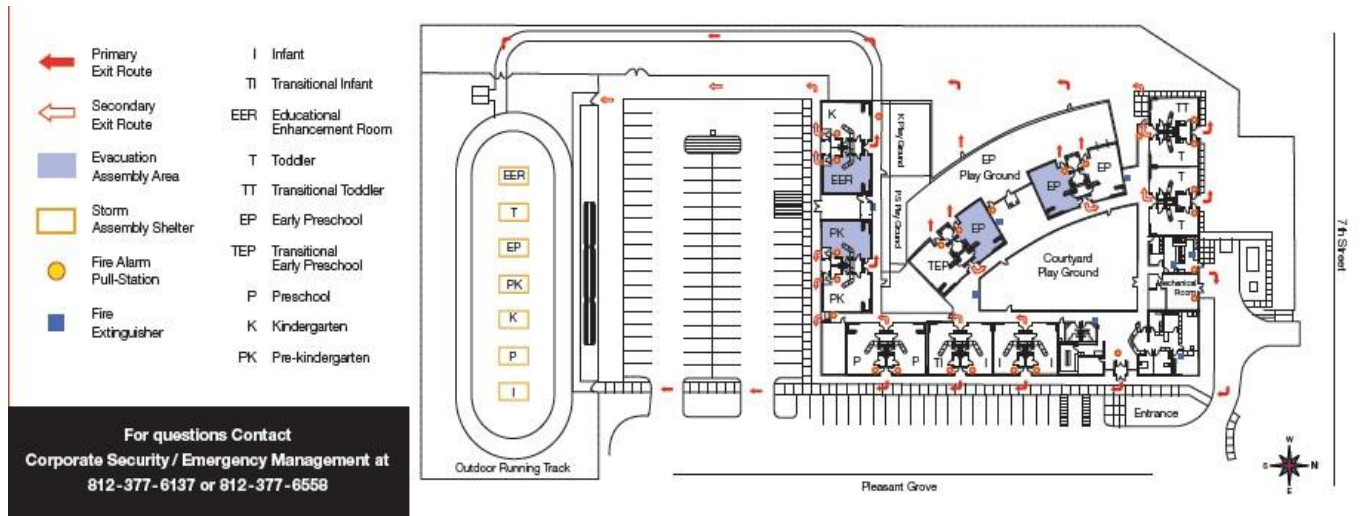 Primary
Exit Route
Secondary
Exit Route
Evacuation
Assembly Area
Storm
Assembly Shelter
Fire Alarm
Pull-Station
Fire
Extinguisher
I Infant
TI Transitional Infant
EER Educational
Enhancement Room
T Toddler
TT Transitional Toddler
EP Early Preschool
TEP Transitional
Early Preschool
P Preschool
K Kindergarten
PK Pre-kindergarten
For questions Contact
Corporate Security / Emergency Management at
812-377-6137 or 812-377-6558
EER
T
EP
PK
K
P
I
Outdoor Running Track
K
EER
PK
PK
K Play Ground
PS Play Ground
EP
Play Ground
EP
EP
EP
TEP
Courtyard
Play Ground
TT
T
T
T
Mechanical
Room
P
P
TI
I
I
I
Entrance
Pleasant Grove
7th Street
W
S
N
E